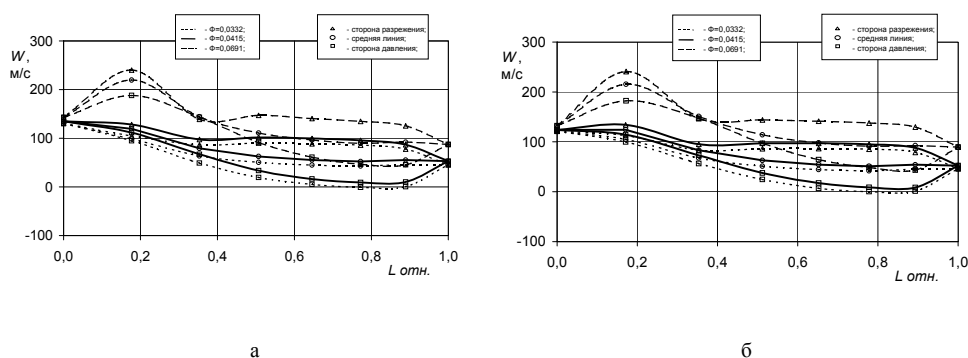 - Ф=0,0332;
- Ф=0,0415;
- Ф=0,0691;
- сторона разрежения;
- средняя линия;
- сторона давления;
W,
м/с
300
200
100
0
-100
0,0 0,2 0,4 0,6 0,8 1,0
L отн.
а
- Ф=0,0332;
- Ф=0,0415;
- Ф=0,0691;
- сторона разрежения;
- средняя линия;
- сторона давления;
W,
м/с
300
200
100
0
-100
0,0 0,2 0,4 0,6 0,8 1,0
L отн.
б